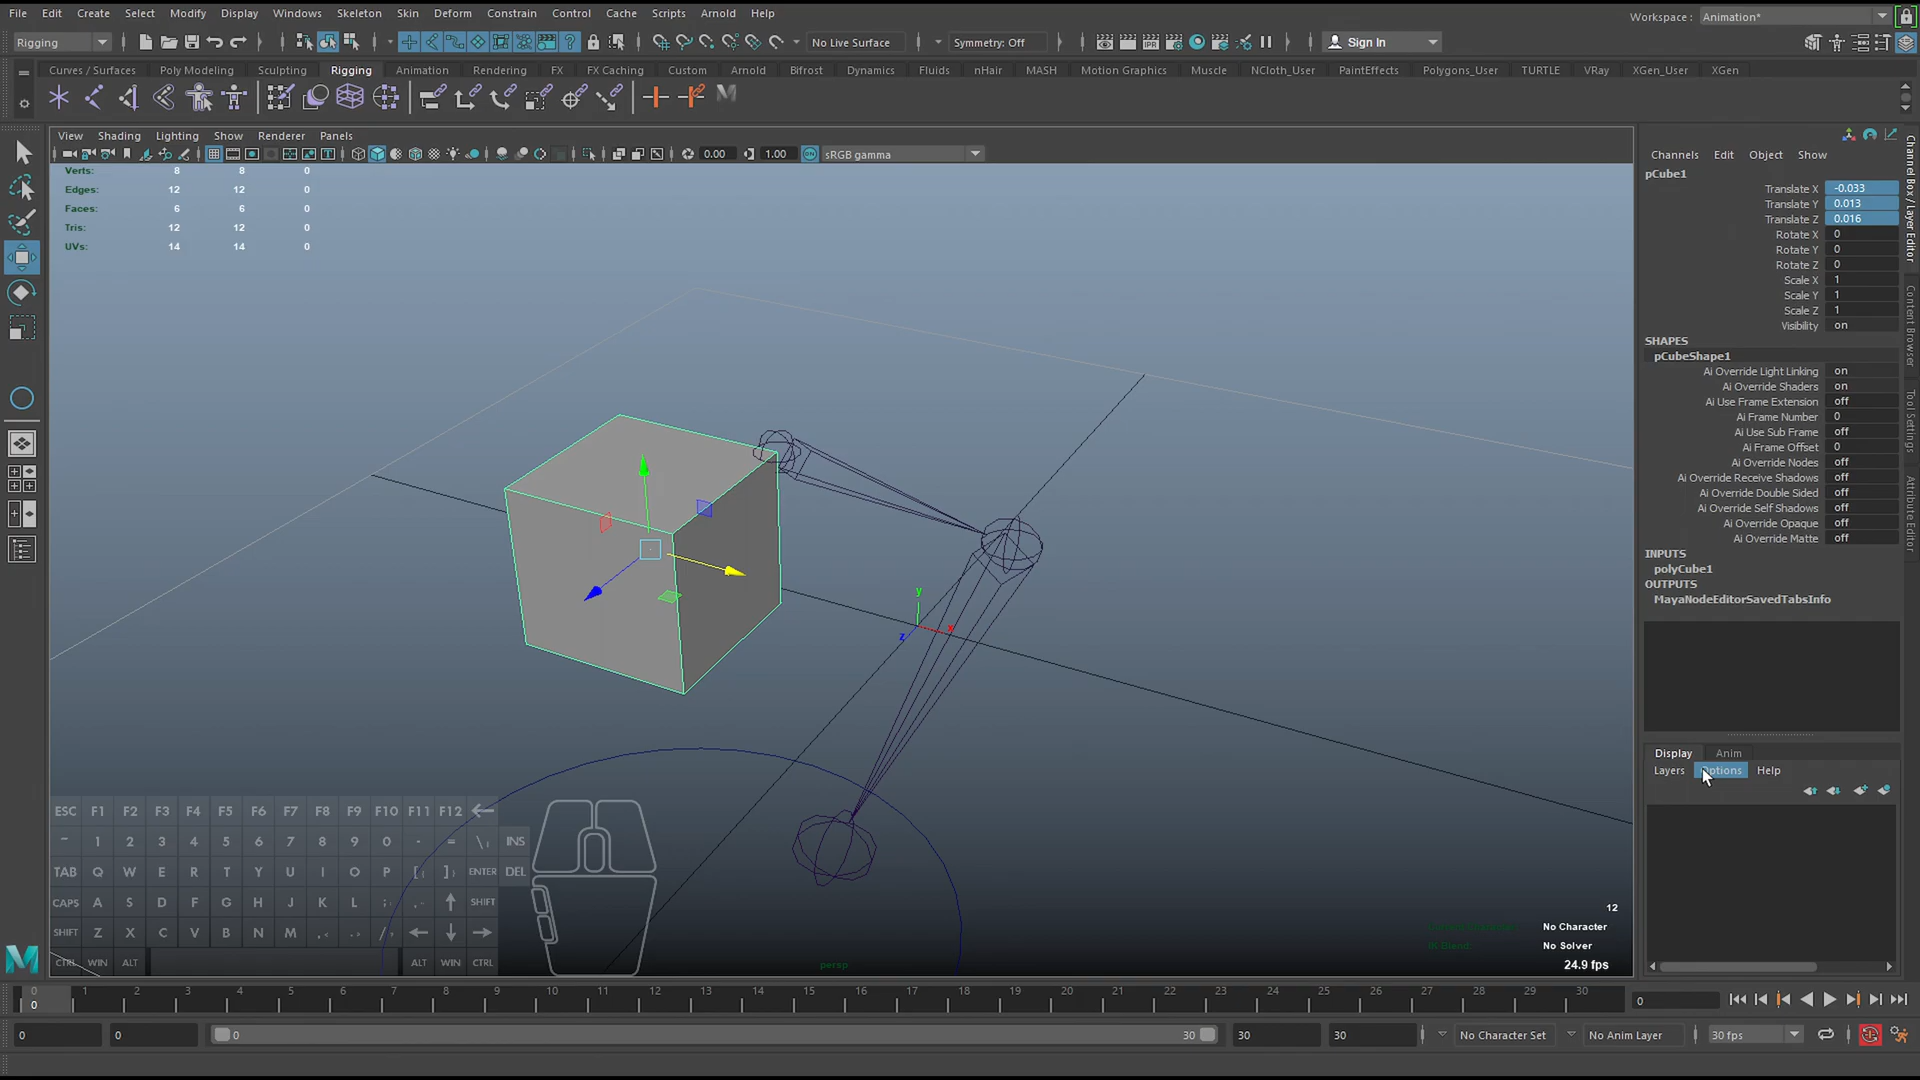 File Edit Create Select Modify Display Windows Skeleton Skin Deform Constrain Control Cache Scripts Arnold Help
Workspace : Animation*
Rigging
No Live Surface
Symmetry: Off
Sign In
Curves / Surfaces Poly Modeling Sculpting Rigging Animation Rendering FX FX Caching Custom Arnold Bifrost Dynamics Fluids nHair MASH Motion Graphics Muscle NCloth_User PaintEffects Polygons_User TURTLE VRay XGen_User XGen
View Shading Lighting Show Renderer Panels
0.00 1.00 sRGB gamma
Verts: 8 8 0
Edges: 12 12 0
Faces: 6 6 0
Tris: 12 12 0
UVs: 14 14 0
y
x
z
ESC F1 F2 F3 F4 F5 F6 F7 F8 F9 F10 F11 F12
1 2 3 4 5 6 7 8 9 0 - = \ INS
TAB Q W E R T Y U I O P [ ] ENTER DEL
CAPS A S D F G H J K L ; SHIFT
SHIFT Z X C V B N M
CTRL WIN ALT ALT WIN CTRL
persp
12
No Character
IK Blend: No Solver
24.9 fps
Channels Edit Object Show
pCube1
Translate X -0.033
Translate Y 0.013
Translate Z 0.016
Rotate X 0
Rotate Y 0
Rotate Z 0
Scale X 1
Scale Y 1
Scale Z 1
Visibility on
SHAPES
pCubeShape1
Ai Override Light Linking on
Ai Override Shaders on
Ai Use Frame Extension off
Ai Frame Number 0
Ai Use Sub Frame off
Ai Frame Offset 0
Ai Override Nodes off
Ai Override Receive Shadows off
Ai Override Double Sided off
Ai Override Self Shadows off
Ai Override Opaque off
Ai Override Matte off
INPUTS
polyCube1
OUTPUTS
MayaNodeEditorSavedTabsInfo
Display Anim
Layers Options Help
Channel Box / Layer Editor
Content Browser
Tool Settings
Attribute Editor
0 1 2 3 4 5 6 7 8 9 10 11 12 13 14 15 16 17 18 19 20 21 22 23 24 25 26 27 28 29 30
0
0
0 0 0 30 30 30 No Character Set No Anim Layer 30 fps